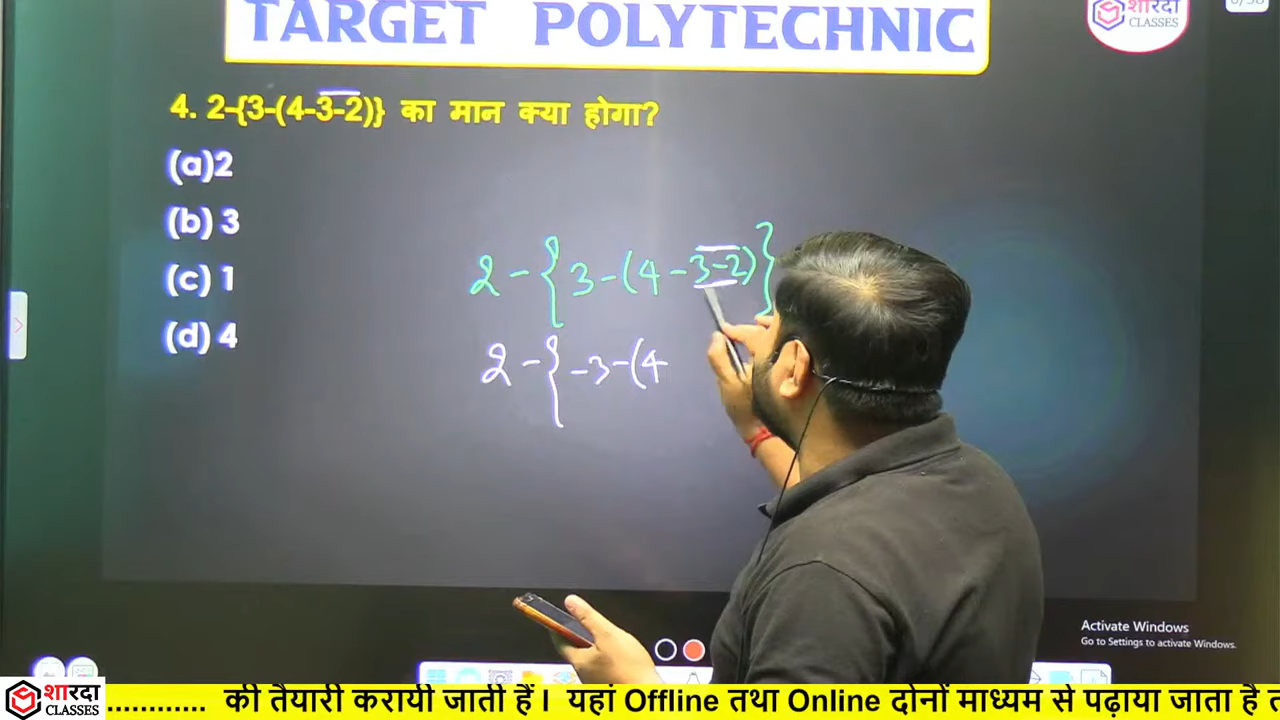 TARGET POLYTECHNIC
शारदा
CLASSES
4. 2-{3-(4-3-2)} का मान क्या होगा?
(a)2
(b) 3
(c) 1
(d) 4
2-{3-(4-3-2)}
2-{-3-(4
Activate Windows
Go to Settings to activate Windows.
शारदा
CLASSES
............ की तैयारी करायी जाती हैं। यहां Offline तथा Online दोनों माध्यम से पढ़ाया जाता है